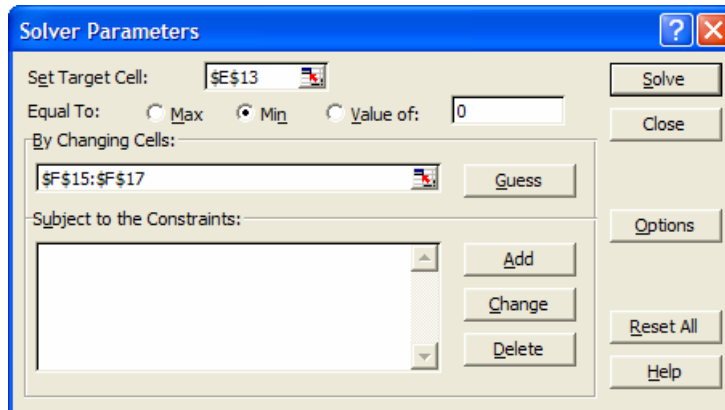 Solver Parameters
? X
Set Target Cell: $E$13 Solve
Equal To: Max Min Value of: 0
Close
By Changing Cells:
$F$15:$F$17 Guess
Subject to the Constraints: Options
Add
Change
Reset All
Delete
Help